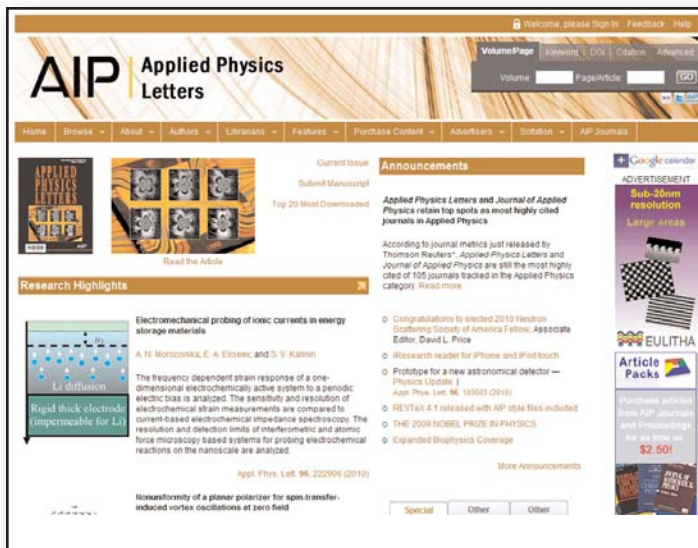 Welcome, please Sign In Feedback Help
AIP Applied Physics
Letters
Volume/Page Keyword DOI Citation Advanced
Volume: Page/Article: GO
Home Browse About Authors Librarians Features Purchase Content Advertisers Scitation AIP Journals
APPLIED
PHYSICS
LETTERS
AIP
Read the Article
Current Issue
Submit Manuscript
Top 20 Most Downloaded
Research Highlights
Li diffusion
Rigid thick electrode
(impermeable for Li)
Electromechanical probing of ionic currents in energy
storage materials
A. N. Morozovska, E. A. Eliseev, and S. V. Kalinin
The frequency dependent strain response of a one-
dimensional electrochemically active system to a periodic
electric bias is analyzed. The sensitivity and resolution of
electrochemical strain measurements are compared to
current-based electrochemical impedance spectroscopy. The
resolution and detection limits of interferometric and atomic
force microscopy based systems for probing electrochemical
reactions on the nanoscale are analyzed.
Appl. Phys. Lett. 96, 222906 (2010)
Nonuniformity of a planar polarizer for spin-transfer-
induced vortex oscillations at zero field
Announcements
Applied Physics Letters and Journal of Applied
Physics retain top spots as most highly cited
journals in Applied Physics
According to journal metrics just released by
Thomson Reuters*, Applied Physics Letters and
Journal of Applied Physics are still the most highly
cited of 105 journals tracked in the Applied Physics
category. Read more
Congratulations to elected 2010 Neutron
Scattering Society of America Fellow, Associate
Editor, David L. Price
iResearch reader for iPhone and iPod touch
Prototype for a new astronomical detector —
Physics Update |
Appl. Phys. Lett. 96, 103503 (2010)
REVTeX 4.1 released with AIP style files included
THE 2009 NOBEL PRIZE IN PHYSICS
Expanded Biophysics Coverage
More Announcements
Special Other Other
+ Google calendar
ADVERTISEMENT
Sub-20nm
resolution
Large areas
EULITHA
Article
Packs
Purchase articles
from AIP Journals
and Proceedings
for as low as
$2.50!